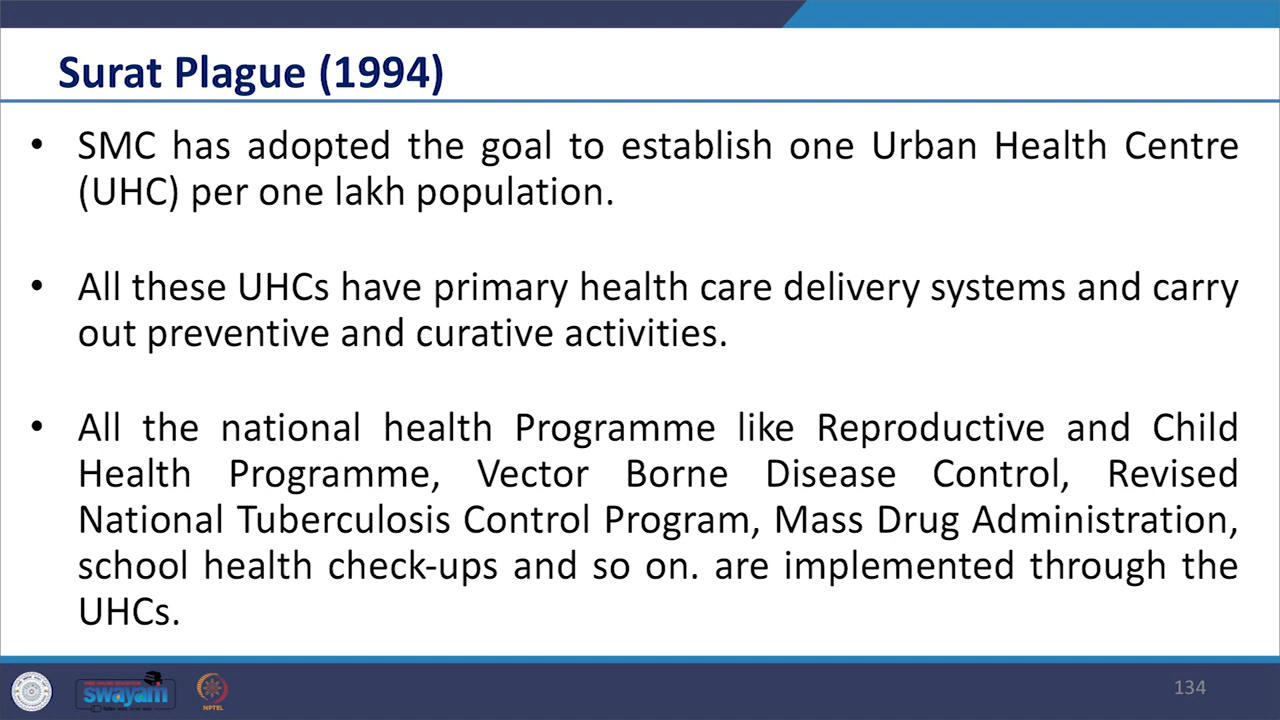 Surat Plague (1994)
• SMC has adopted the goal to establish one Urban Health Centre
(UHC) per one lakh population.
• All these UHCs have primary health care delivery systems and carry
out preventive and curative activities.
• All the national health Programme like Reproductive and Child
Health Programme, Vector Borne Disease Control, Revised
National Tuberculosis Control Program, Mass Drug Administration,
school health check-ups and so on. are implemented through the
UHCs.
swayam
NPTEL
134